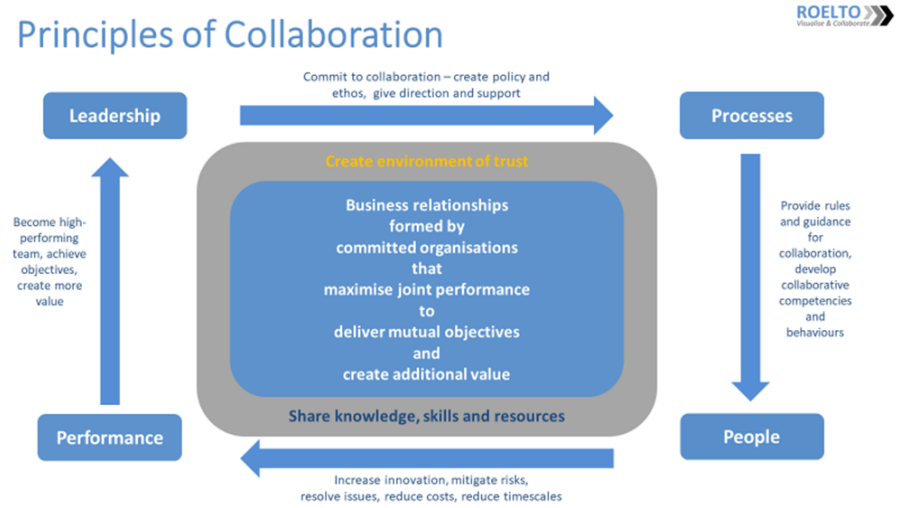 ROELTO
Visualise & Collaborate
Principles of Collaboration
Commit to collaboration – create policy and
ethos, give direction and support
Leadership
Processes
Create environment of trust
Business relationships
formed by
committed organisations
that
maximise joint performance
to
deliver mutual objectives
and
create additional value
Share knowledge, skills and resources
Become high-
performing
team, achieve
objectives,
create more
value
Provide rules
and guidance
for
collaboration,
develop
collaborative
competencies
and
behaviours
Performance
People
Increase innovation, mitigate risks,
resolve issues, reduce costs, reduce timescales